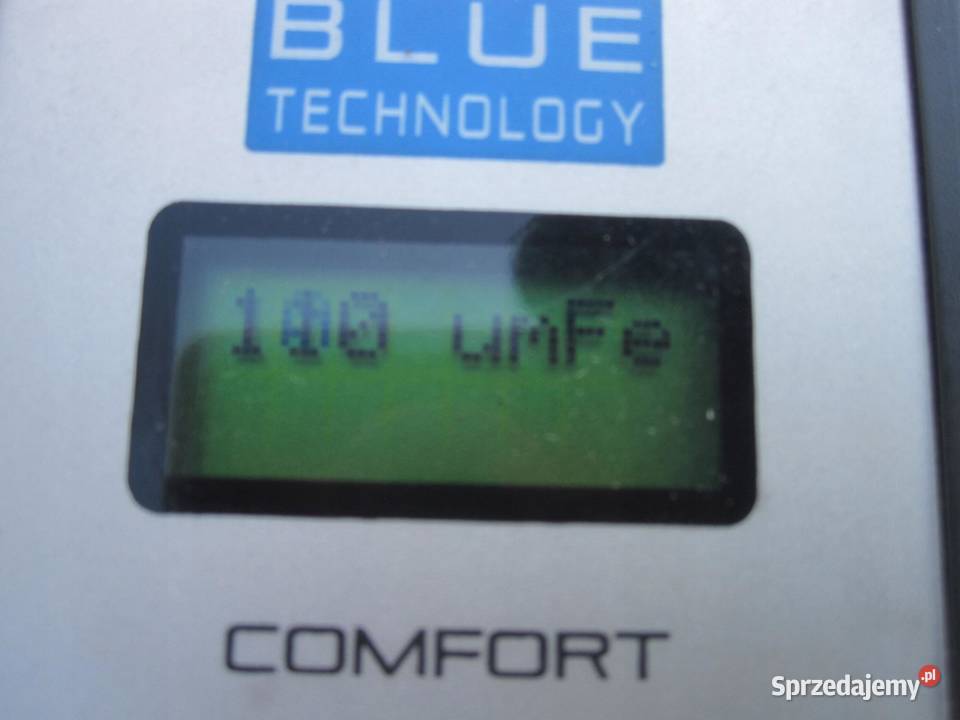 BLUE
TECHNOLOGY
100 umFe
COMFORT
Sprzedajemy.pl